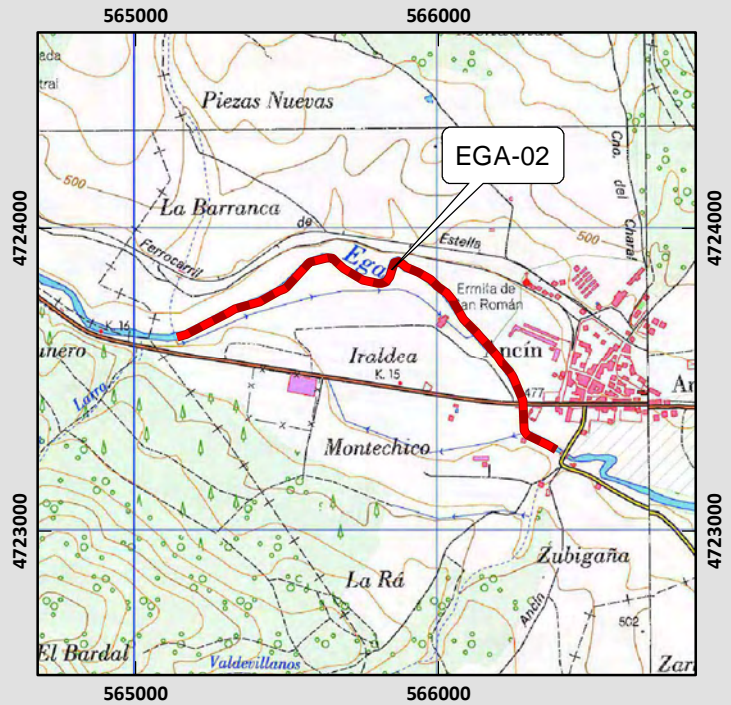 565000
566000
Piezas Nuevas
Cno. del Charal
EGA-02
500
La Barranca
de
Ferrocarril
Estella
500
4724000
4724000
Ega
Ermita de
San Román
K. 16
Iraldea
K. 15
Ancín
477
Montechico
4723000
4723000
Zubigaña
La Rá
Ancín
502
El Bardal
Valdevillanos
565000
566000